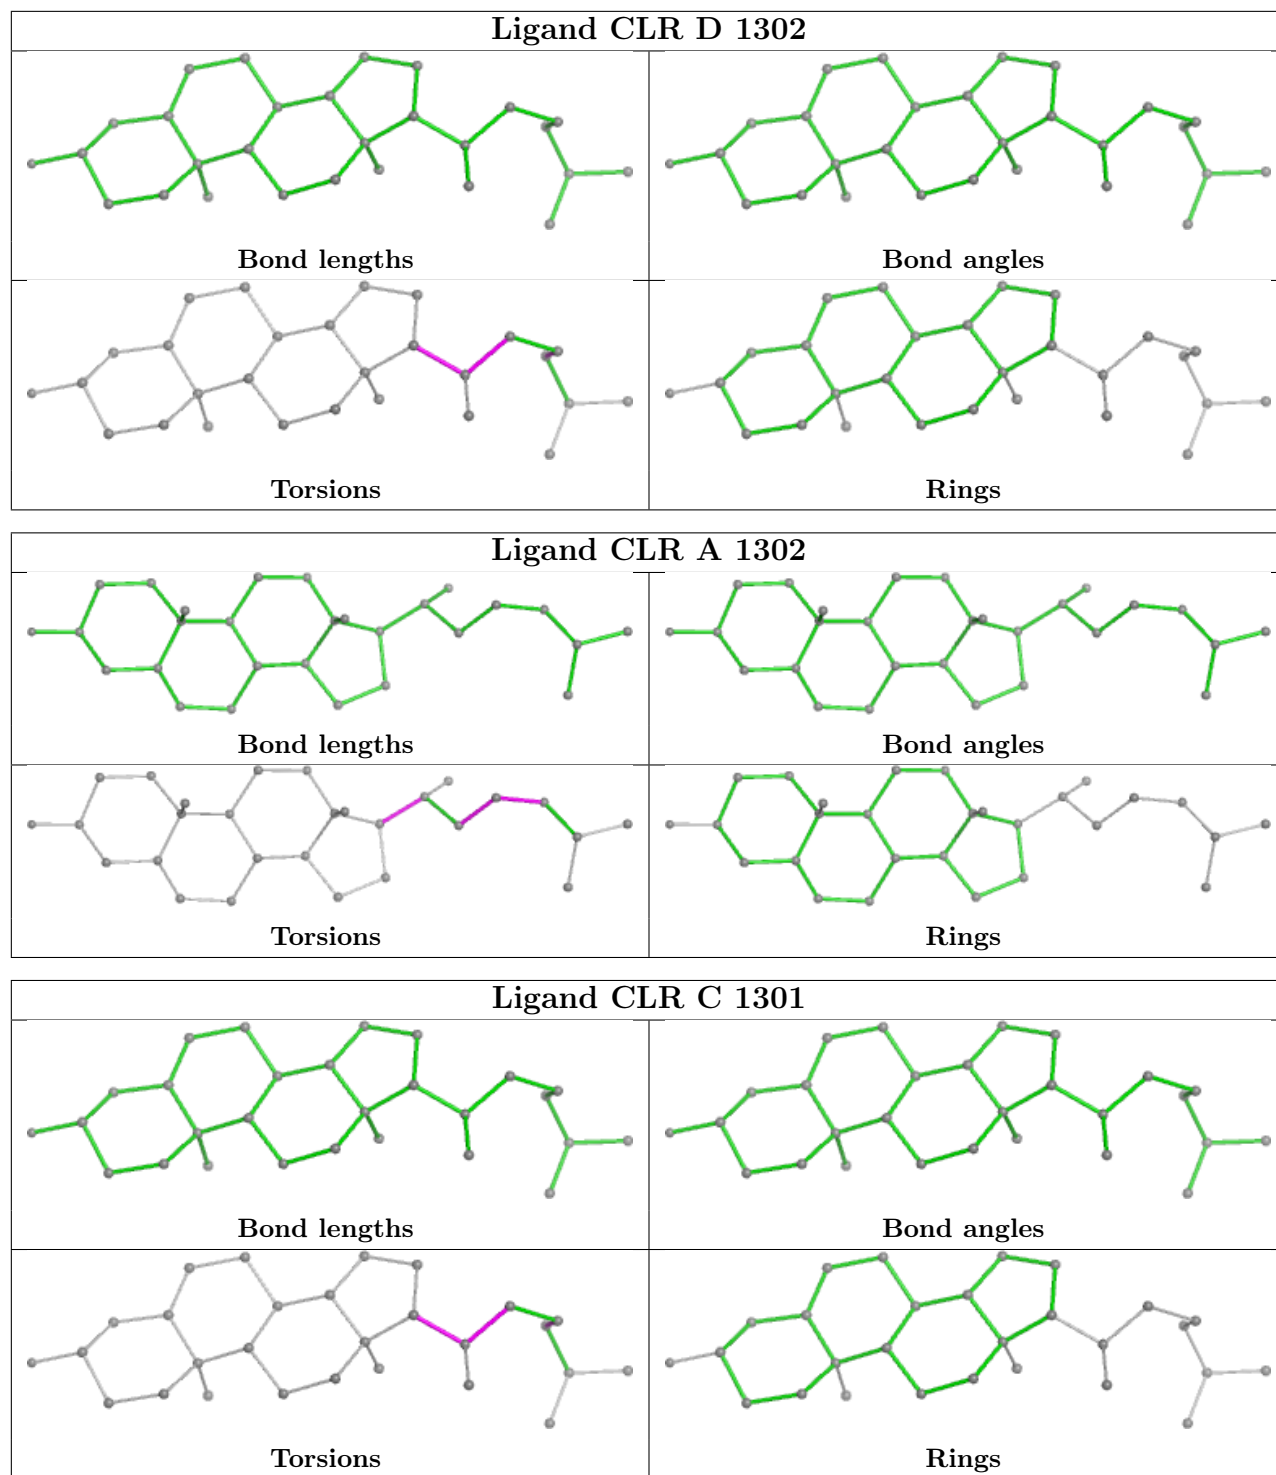 Ligand CLR D 1302
Bond lengths
Bond angles
Torsions
Rings
Ligand CLR A 1302
Bond lengths
Bond angles
Torsions
Rings
Ligand CLR C 1301
Bond lengths
Bond angles
Torsions
Rings